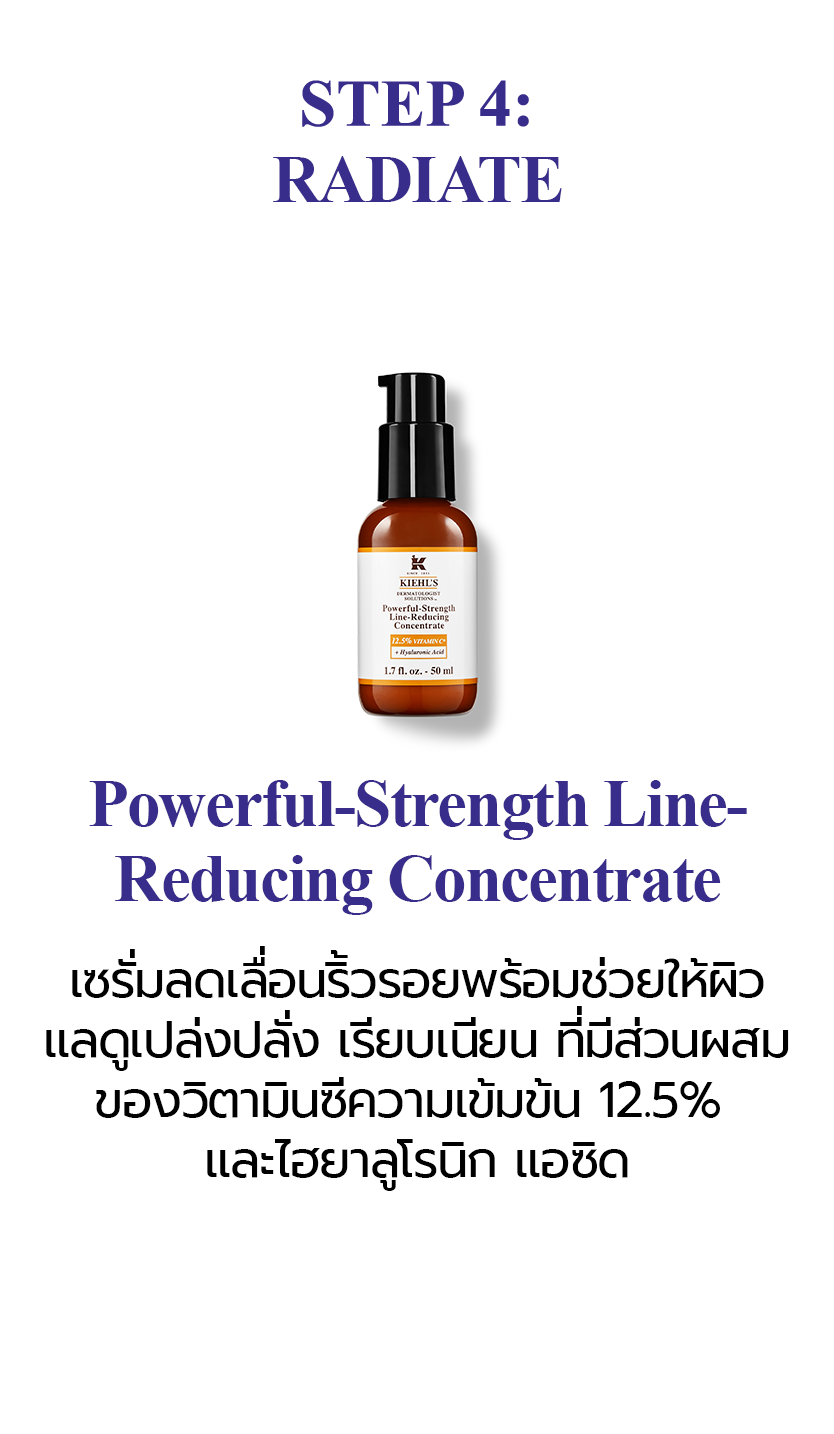 STEP 4:
RADIATE
K
SINCE 1851
KIEHL'S
DERMATOLOGIST
SOLUTIONS
Powerful-Strength
Line-Reducing
Concentrate
12.5% VITAMIN C*
+ Hyaluronic Acid
1.7 fl. oz. - 50 ml
Powerful-Strength Line-
Reducing Concentrate
เซรั่มลดเลื่อนริ้วรอยพร้อมช่วยให้ผิว
แลดูเปล่งปลั่ง เรียบเนียน ที่มีส่วนผสม
ของวิตามินซีความเข้มข้น 12.5%
และไฮยาลูโรนิก แอซิด